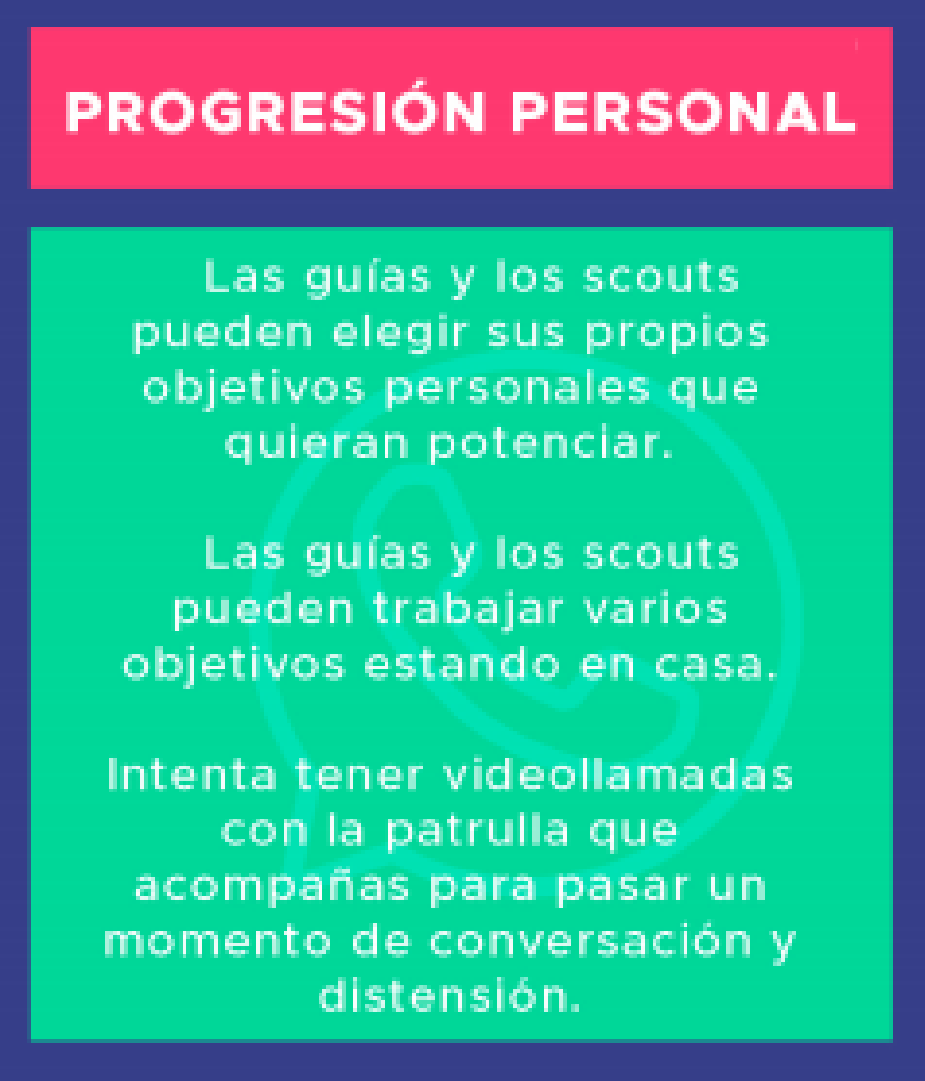 PROGRESIÓN PERSONAL
Las guías y los scouts
pueden elegir sus propios
objetivos personales que
quieran potenciar.
Las guías y los scouts
pueden trabajar varios
objetivos estando en casa.
Intenta tener videollamadas
con la patrulla que
acompañas para pasar un
momento de conversación y
distensión.